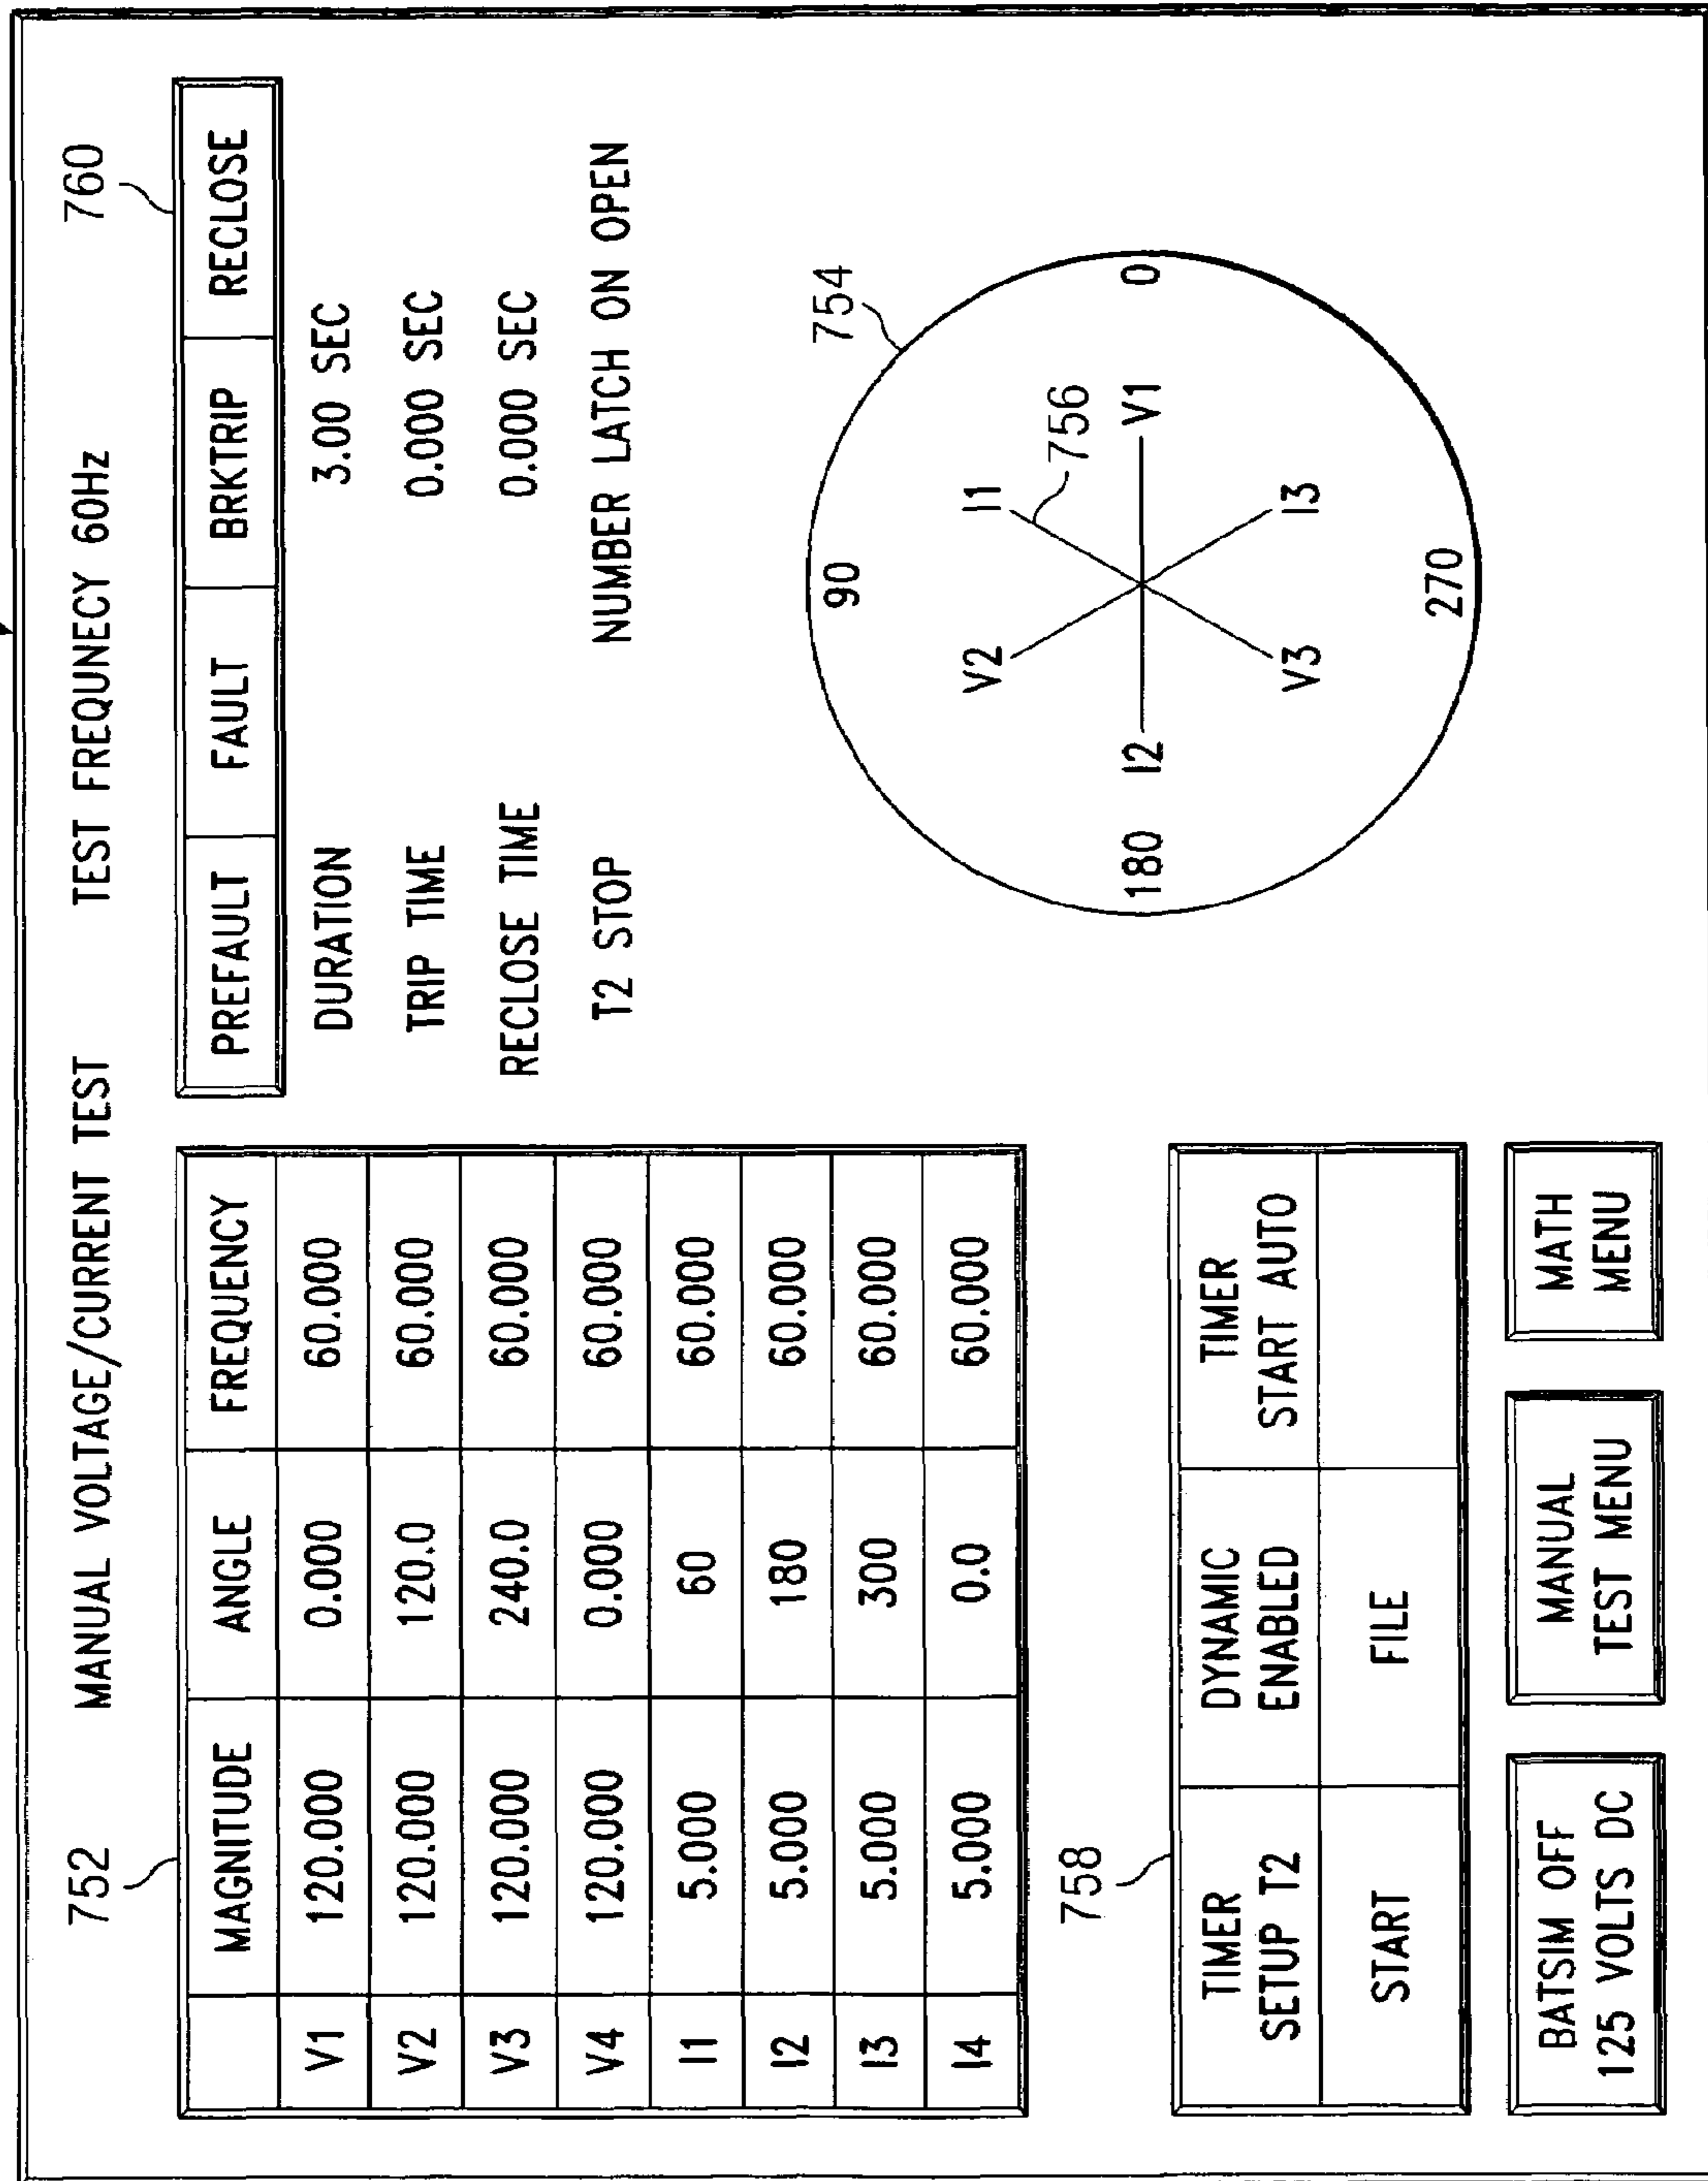 752 MANUAL VOLTAGE/CURRENT TEST TEST FREQUNECY 60Hz 760
MAGNITUDE ANGLE FREQUENCY
V1 120.000 0.000 60.000
V2 120.000 120.0 60.000
V3 120.000 240.0 60.000
V4 120.000 0.000 60.000
I1 5.000 60 60.000
I2 5.000 180 60.000
I3 5.000 300 60.000
I4 5.000 0.0 60.000
PREFAULT FAULT BRKTRIP RECLOSE
DURATION 3.00 SEC
TRIP TIME 0.000 SEC
RECLOSE TIME 0.000 SEC
T2 STOP NUMBER LATCH ON OPEN
754
90
V2 I1
756
180 I2 V1 0
V3 I3
270
758
TIMER
SETUP T2
DYNAMIC
ENABLED
TIMER
START AUTO
START FILE
BATSIM OFF
125 VOLTS DC
MANUAL
TEST MENU
MATH
MENU